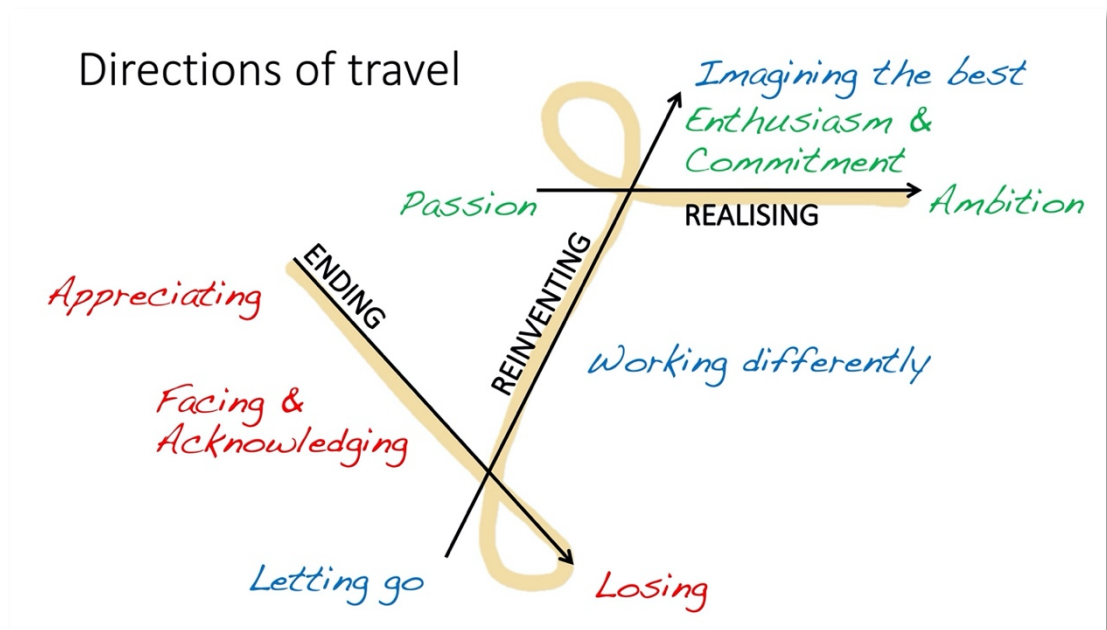 Directions of travel
Imagining the best
Enthusiasm &
Commitment
Passion
Ambition
REALISING
ENDING
REINVENTING
Appreciating
Working differently
Facing &
Acknowledging
Letting go
Losing